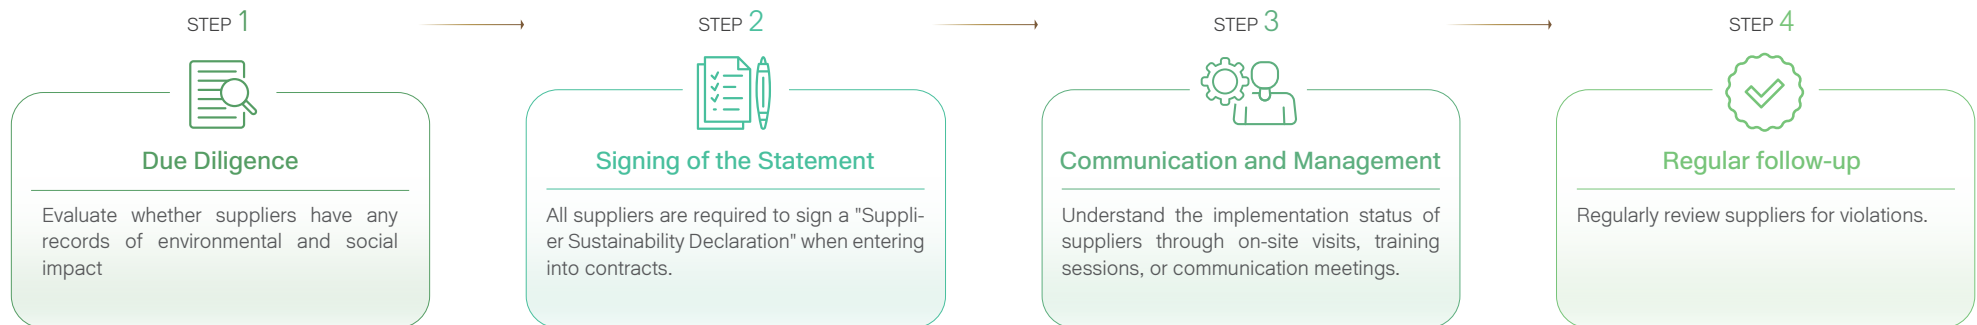 STEP 1
Due Diligence
Evaluate whether suppliers have any
records of environmental and social
impact
STEP 2
Signing of the Statement
All suppliers are required to sign a "Suppli-
er Sustainability Declaration" when entering
into contracts.
STEP 3
Communication and Management
Understand the implementation status of
suppliers through on-site visits, training
sessions, or communication meetings.
STEP 4
Regular follow-up
Regularly review suppliers for violations.